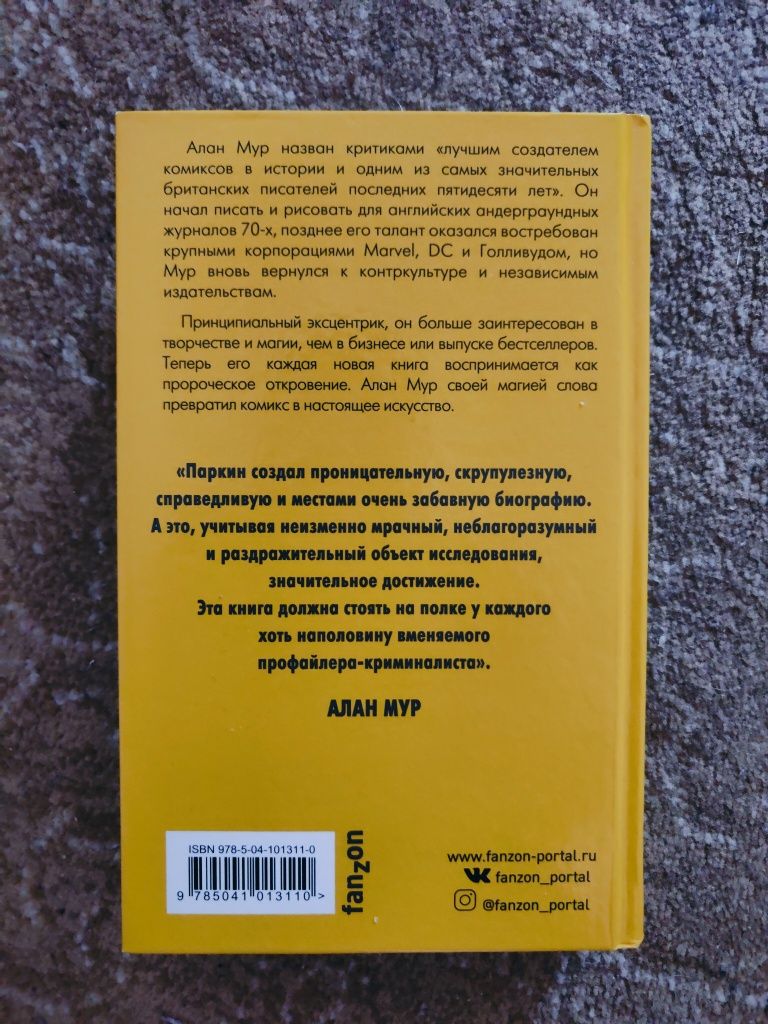 Алан Мур назван критиками «лучшим создателем
комиксов в истории и одним из самых значительных
британских писателей последних пятидесяти лет». Он
начал писать и рисовать для английских андерграундных
журналов 70-х, позднее его талант оказался востребован
крупными корпорациями Marvel, DC и Голливудом, но
Мур вновь вернулся к контркультуре и независимым
издательствам.
Принципиальный эксцентрик, он больше заинтересован в
творчестве и магии, чем в бизнесе или выпуске бестселлеров.
Теперь его каждая новая книга воспринимается как
пророческое откровение. Алан Мур своей магией слова
превратил комикс в настоящее искусство.
«Паркин создал проницательную, скрупулезную,
справедливую и местами очень забавную биографию.
А это, учитывая неизменно мрачный, неблагоразумный
и раздражительный объект исследования,
значительное достижение.
Эта книга должна стоять на полке у каждого
хоть наполовину вменяемого
профайлера-криминалиста».
АЛАН МУР
ISBN 978-5-04-101311-0
9 785041 013110 >
fanzon
www.fanzon-portal.ru
fanzon_portal
@fanzon_portal